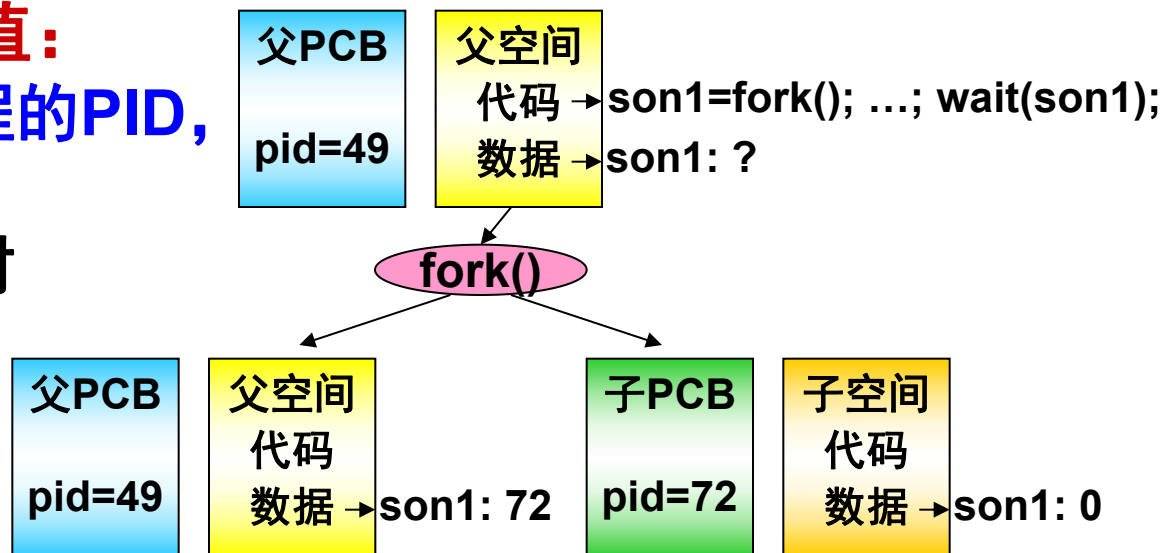 值：
程的PID，
父PCB
pid=49
父空间
代码
数据
son1=fork(); …; wait(son1);
son1: ?
fork()
父PCB
pid=49
父空间
代码
数据
son1: 72
子PCB
pid=72
子空间
代码
数据
son1: 0